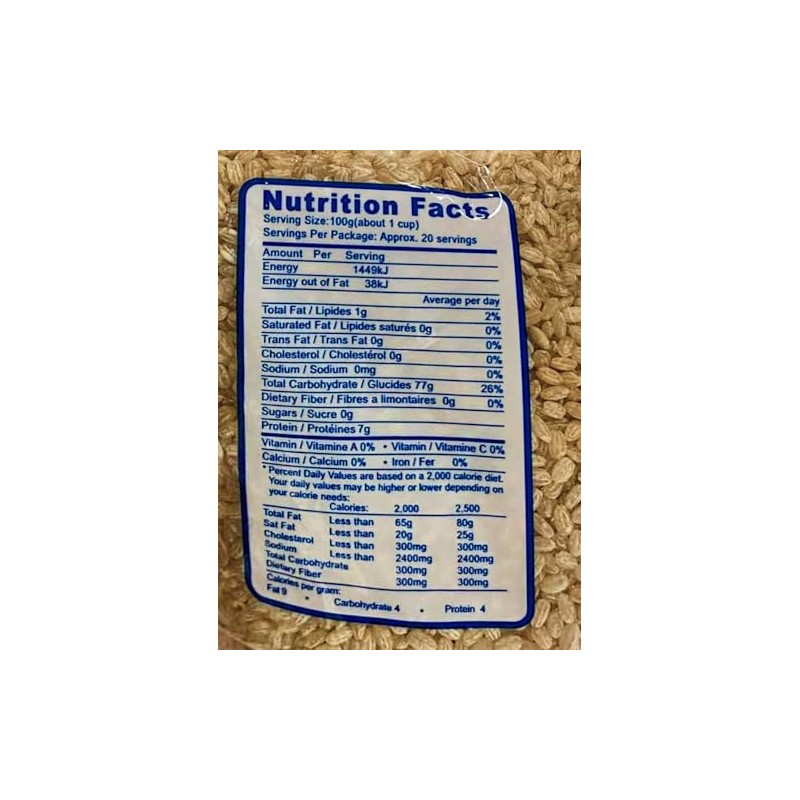 Nutrition Facts
Serving Size:100g(about 1 cup)
Servings Per Package: Approx. 20 servings
Amount Per Serving
Energy 1449kJ
Energy out of Fat 38kJ
Average per day
Total Fat / Lipides 1g 2%
Saturated Fat / Lipides saturés 0g 0%
Trans Fat / Trans Fat 0g 0%
Cholesterol / Cholestérol 0g 0%
Sodium / Sodium 0mg 0%
Total Carbohydrate / Glucides 77g 26%
Dietary Fiber / Fibres a limontaires 0g 0%
Sugars / Sucre 0g
Protein / Protéines 7g
Vitamin / Vitamine A 0% • Vitamin / Vitamine C 0%
Calcium / Calcium 0% • Iron / Fer 0%
* Percent Daily Values are based on a 2,000 calorie diet.
Your daily values may be higher or lower depending on
your calorie needs:
Calories: 2,000 2,500
Total Fat Less than 65g 80g
Sat Fat Less than 20g 25g
Cholesterol Less than 300mg 300mg
Sodium Less than 2400mg 2400mg
Total Carbohydrate 300mg 300mg
Dietary Fiber 300mg 300mg
Calories per gram:
Fat 9 • Carbohydrate 4 • Protein 4